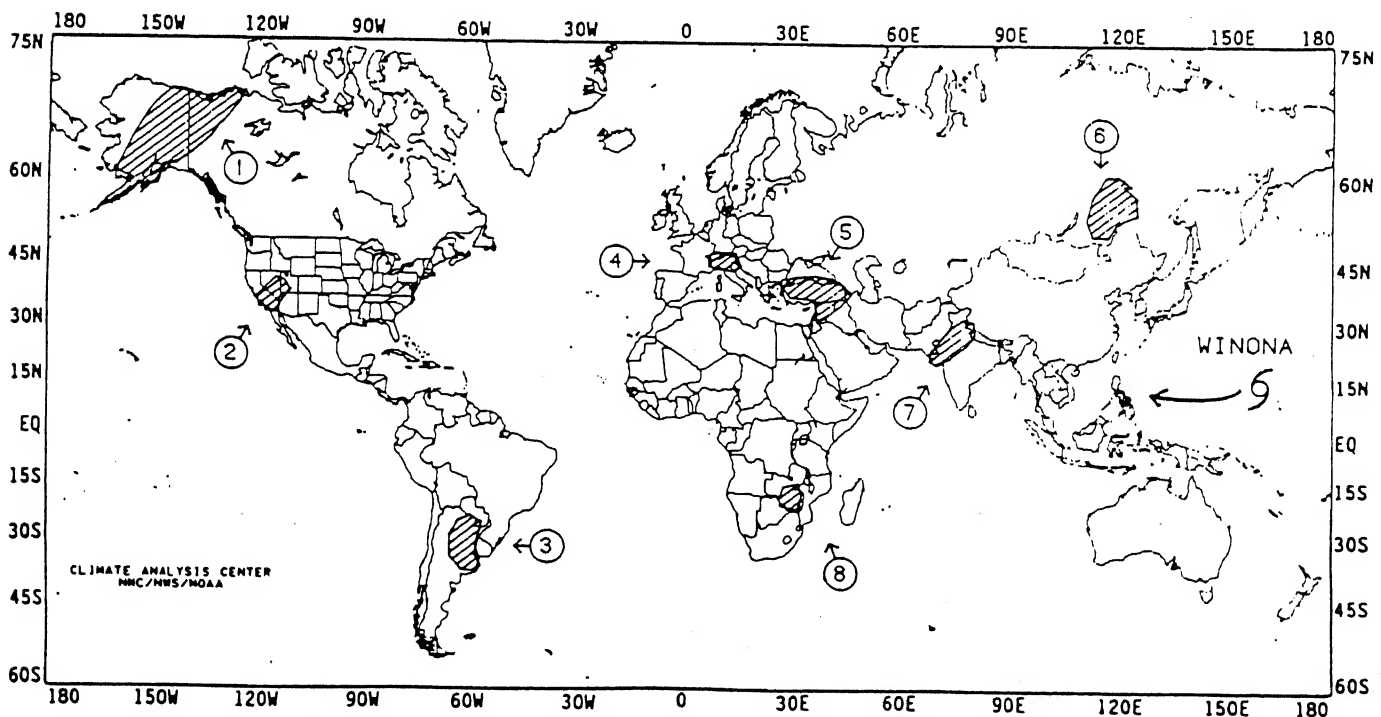 180 150W 120W 90W 60W 30W 0 30E 60E 90E 120E 150E 180
75N 75N
6
1
60N 60N
5
4
45N 45N
30N 30N
2
WINONA
15N 15N
7
EQ EQ
15S 15S
30S 3 30S
8
CLIMATE ANALYSIS CENTER
NMC/NWS/NOAA
45S 45S
60S 60S
180 150W 120W 90W 60W 30W 0 30E 60E 90E 120E 150E 180